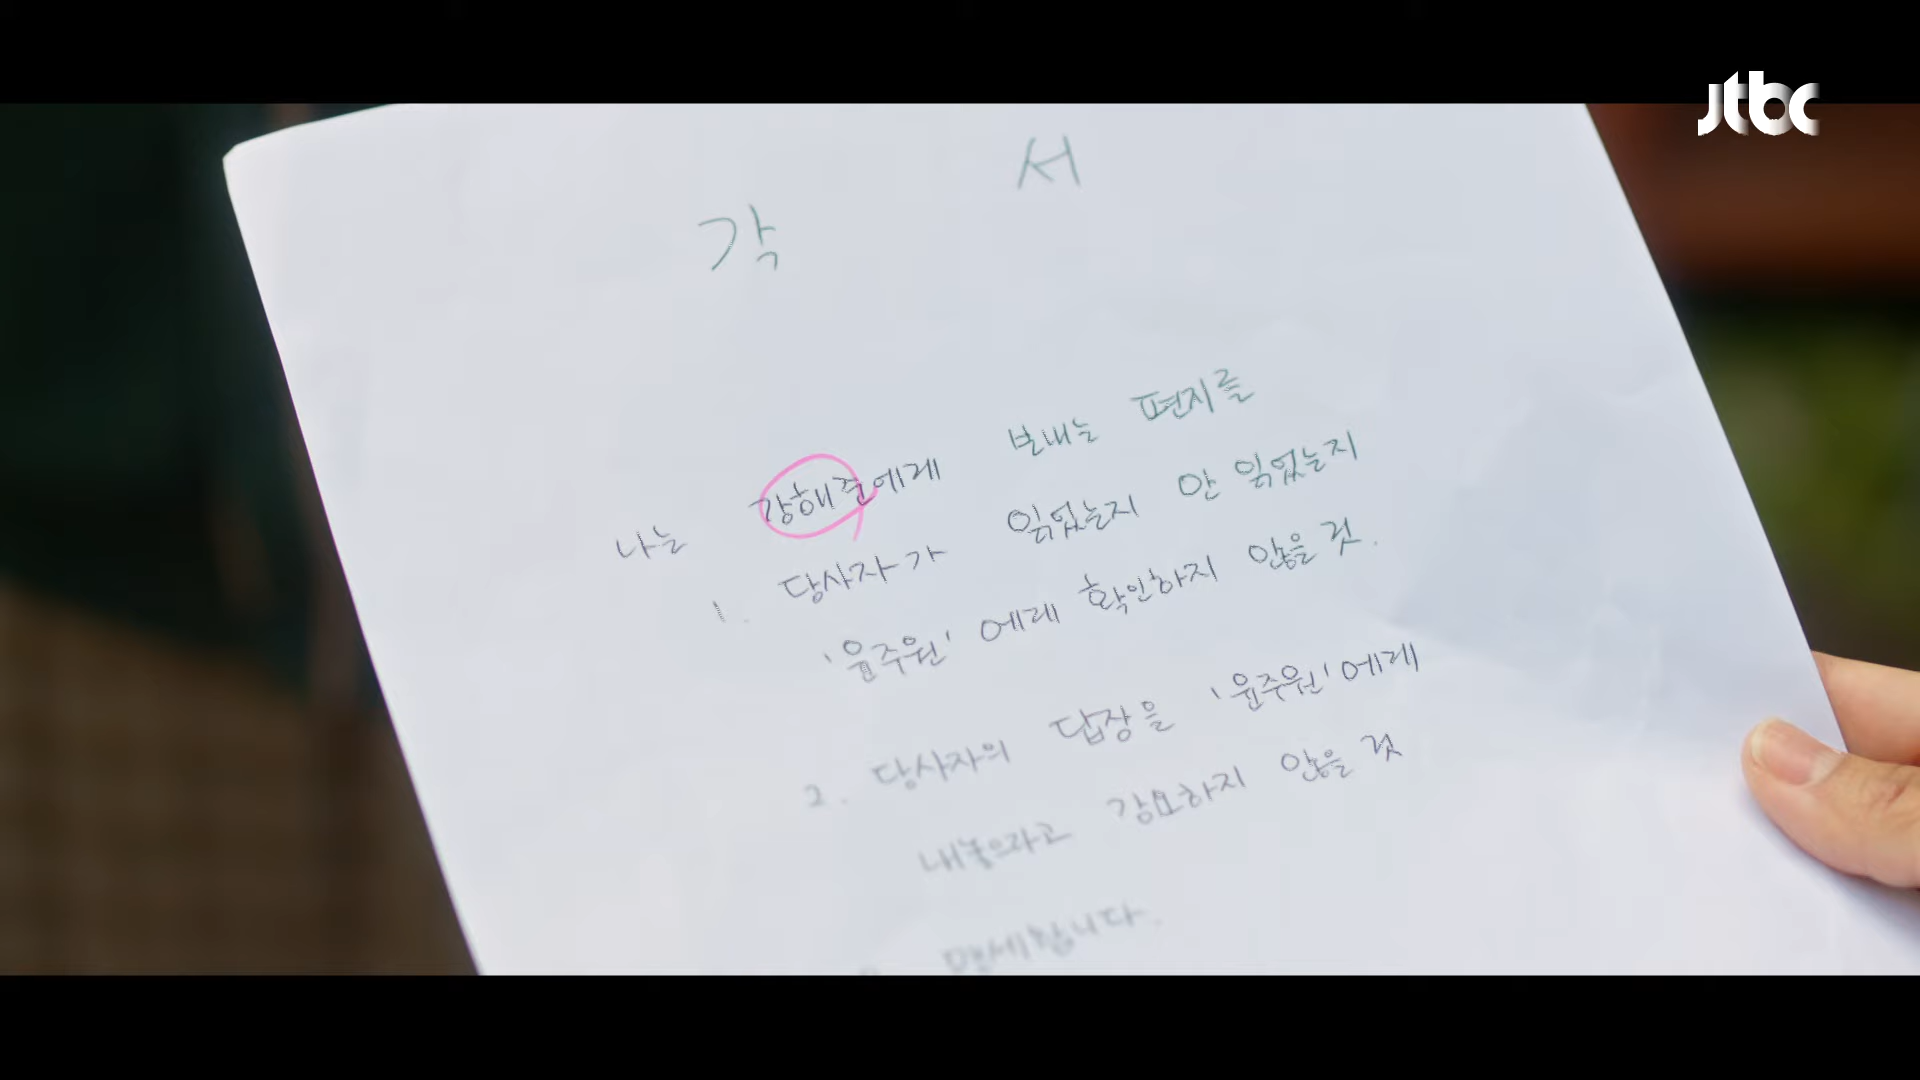 jtbc
각 서
나는 강해준에게 보내는 편지를
1. 당사자가 읽었는지 안 읽었는지
'윤주원' 에게 확인하지 않을 것.
2. 당사자의 답장을 '윤주원'에게
내놓으라고 강요하지 않을 것
맹세합니다.